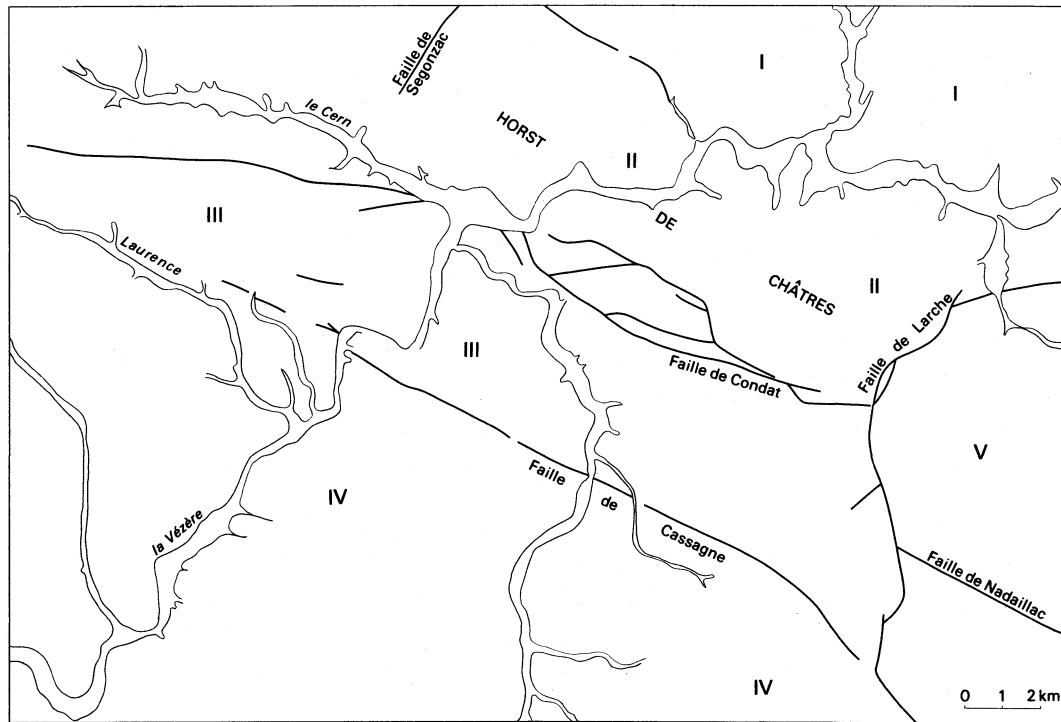 Faille de
Segonzac
I
I
le Cern
HORST
II
III
DE
Laurence
CHÂTRES
II
Faille de Larche
III
Faille de Condat
V
IV
Faille de Cassagne
la Vézère
Faille de Nadaillac
IV
0 1 2 km